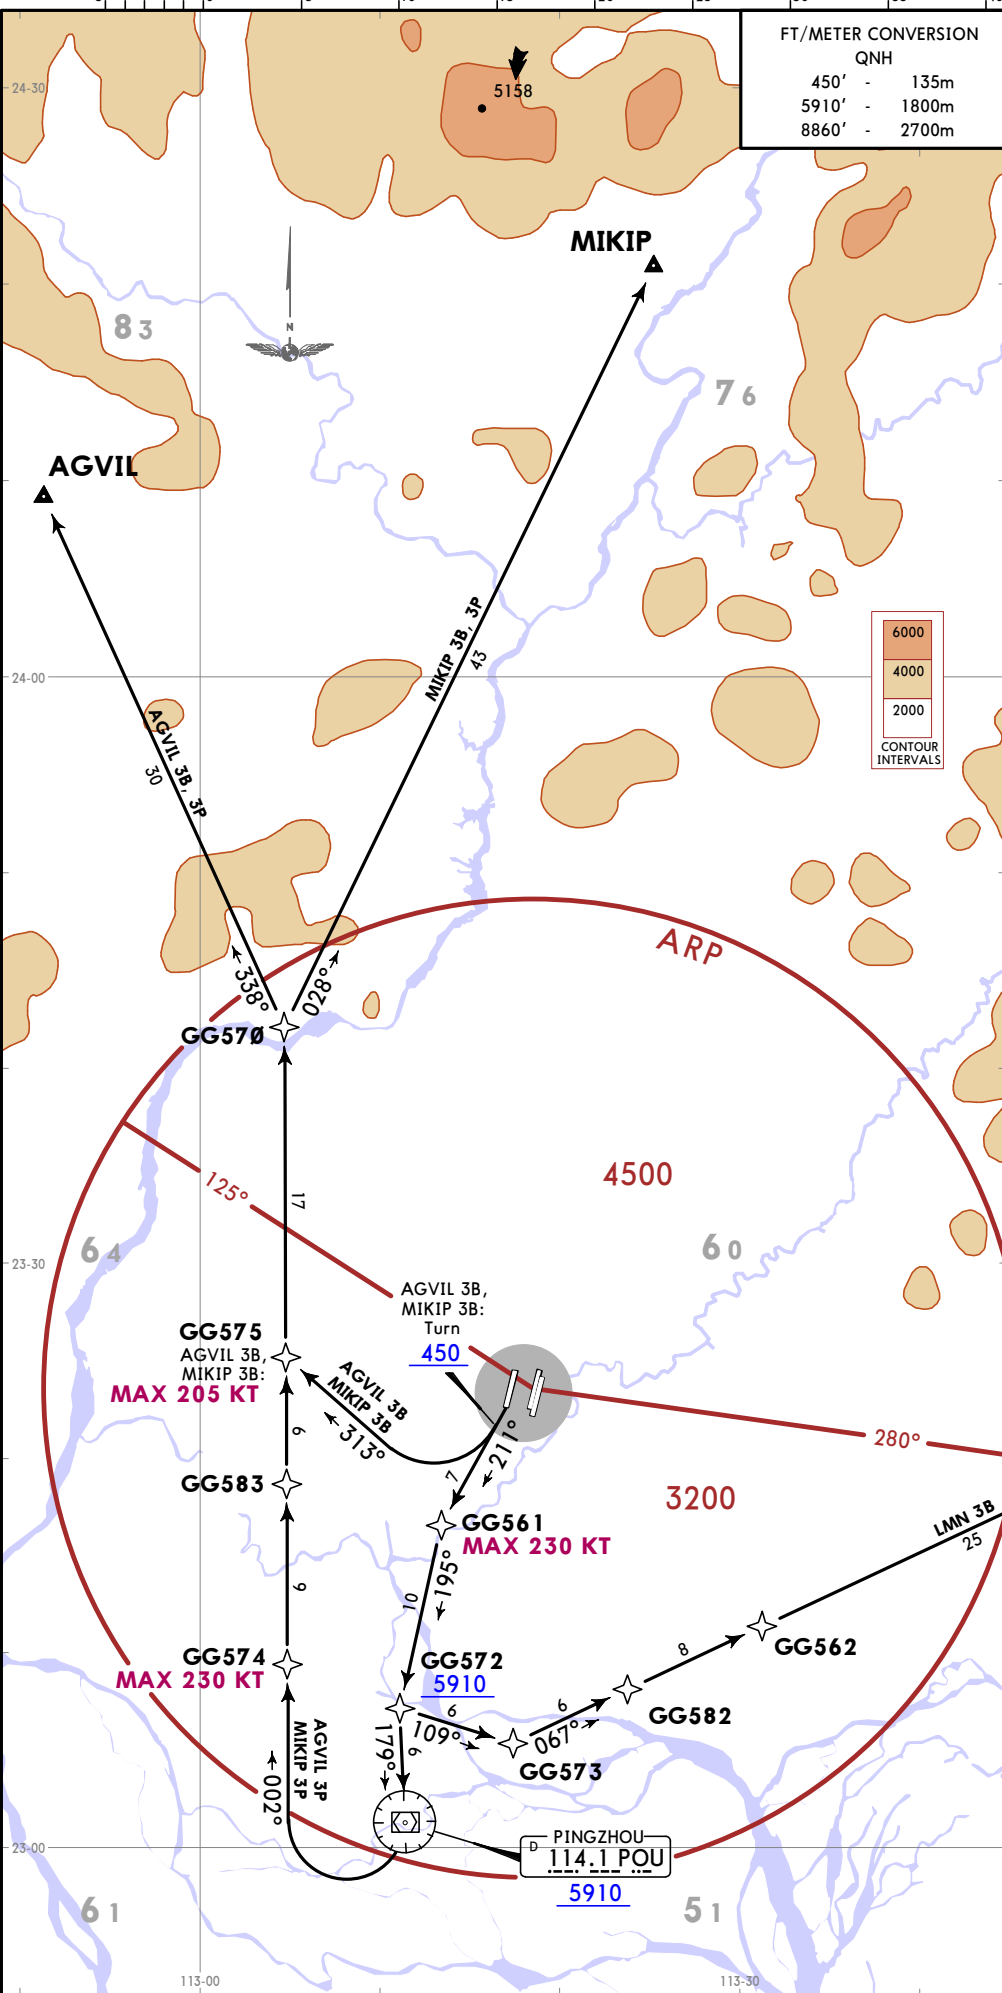 FT/METER CONVERSION
QNH
450' - 135m
5910' - 1800m
8860' - 2700m
24-30
5158
MIKIP
N
83
76
AGVIL
MIKIP 3B, 3P
43
6000
4000
2000
CONTOUR
INTERVALS
24-00
AGVIL 3B, 3P
30
ARP
338°
028°
GG570
4500
125°
17
64
60
23-30
AGVIL 3B,
MIKIP 3B:
Turn
450
GG575
AGVIL 3B,
MIKIP 3B:
MAX 205 KT
AGVIL 3B
MIKIP 3B
313°
211°
280°
6
7
GG583
3200
LMN 3B
25
GG561
MAX 230 KT
195°
10
9
GG574
MAX 230 KT
GG572
5910
8
GG562
6
109°
6
067°
GG582
GG573
179°
6
AGVIL 3P
MIKIP 3P
002°
23-00
PINGZHOU
D 114.1 POU
5910
61
51
113-00
113-30